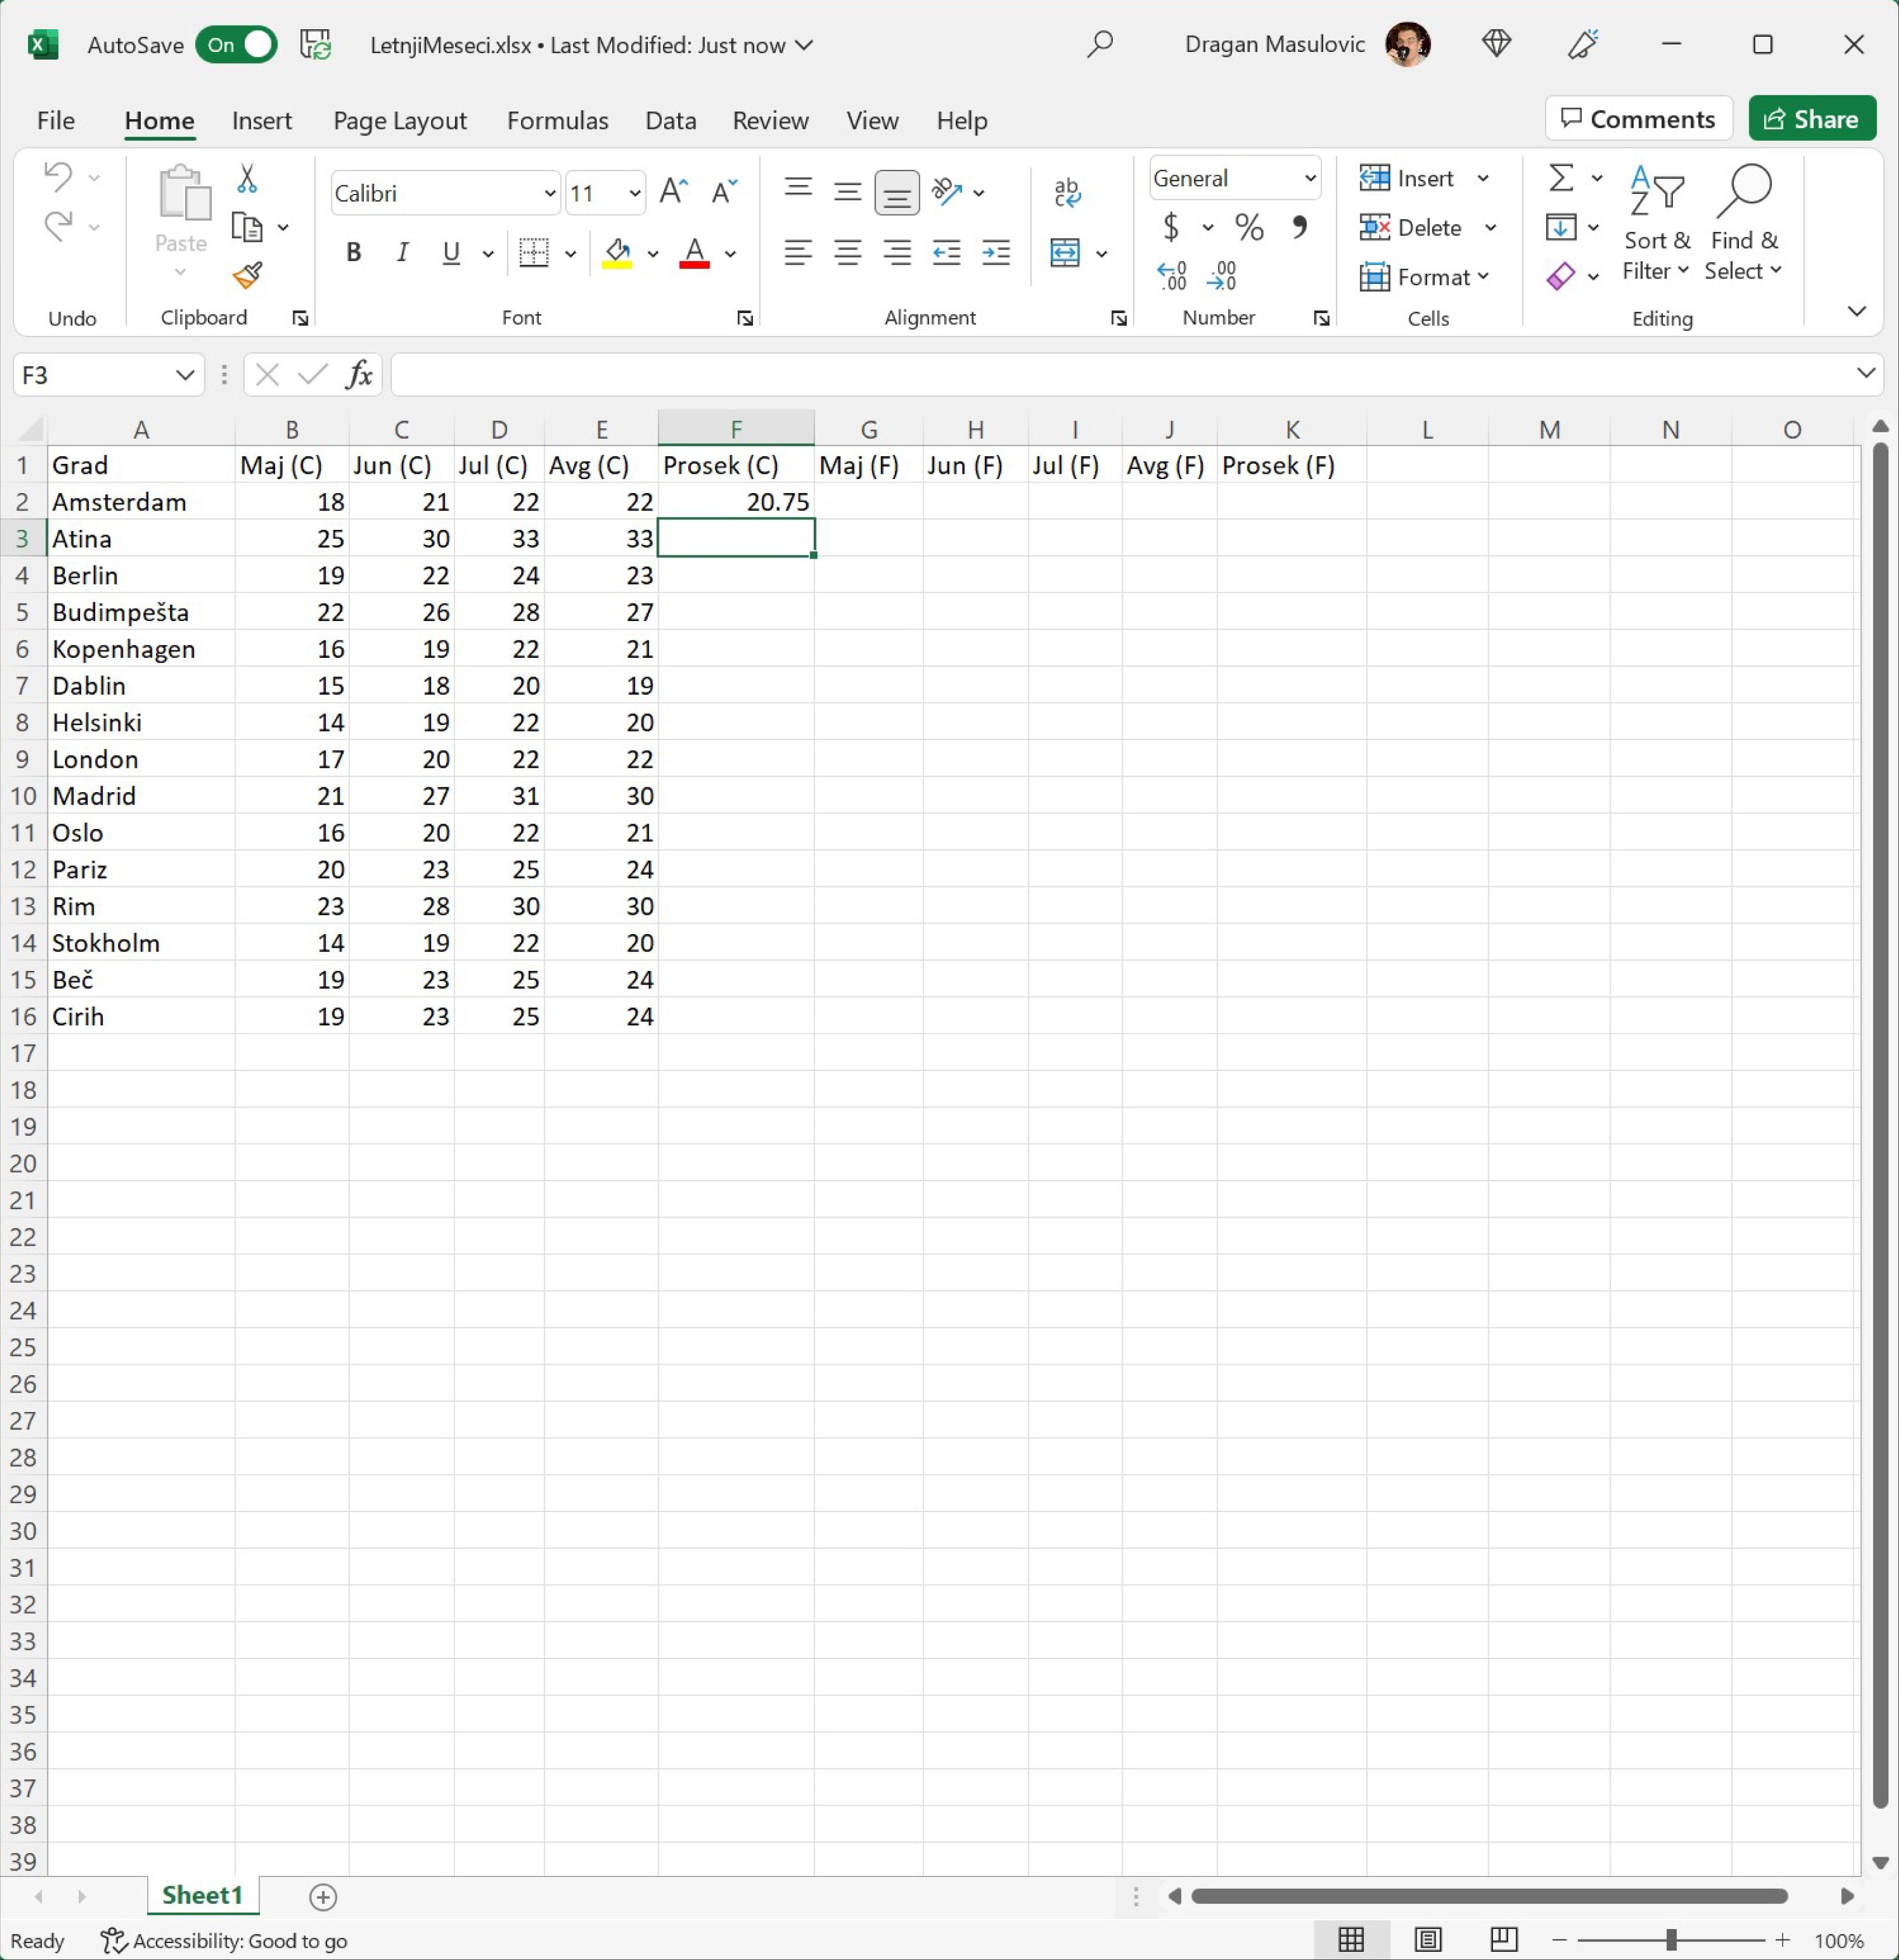 AutoSave On LetnjiMeseci.xlsx • Last Modified: Just now Dragan Masulovic
File Home Insert Page Layout Formulas Data Review View Help Comments Share
Paste Calibri 11 General Insert Delete Format Sort & Filter Find & Select
Undo Clipboard Font Alignment Number Cells Editing
F3 fx
A B C D E F G H I J K L M N O
1 Grad Maj (C) Jun (C) Jul (C) Avg (C) Prosek (C) Maj (F) Jun (F) Jul (F) Avg (F) Prosek (F)
2 Amsterdam 18 21 22 22 20.75
3 Atina 25 30 33 33
4 Berlin 19 22 24 23
5 Budimpešta 22 26 28 27
6 Kopenhagen 16 19 22 21
7 Dablin 15 18 20 19
8 Helsinki 14 19 22 20
9 London 17 20 22 22
10 Madrid 21 27 31 30
11 Oslo 16 20 22 21
12 Pariz 20 23 25 24
13 Rim 23 28 30 30
14 Stokholm 14 19 22 20
15 Beč 19 23 25 24
16 Cirih 19 23 25 24
17
18
19
20
21
22
23
24
25
26
27
28
29
30
31
32
33
34
35
36
37
38
39
Sheet1
Ready Accessibility: Good to go 100%